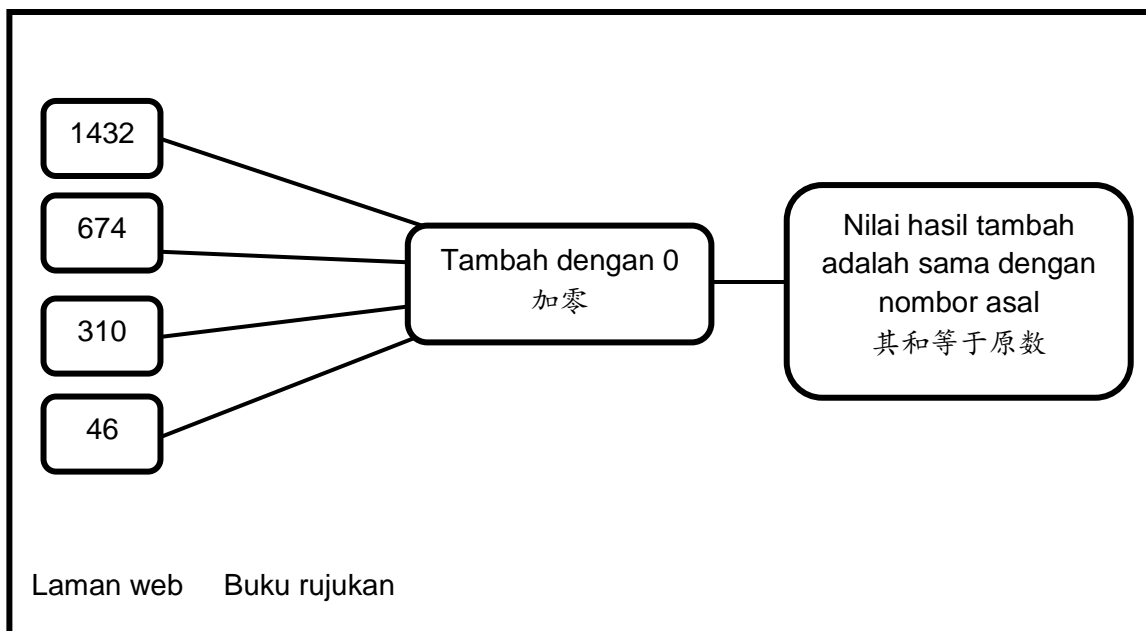 1432
674
310
46
Tambah dengan 0
加零
Nilai hasil tambah
adalah sama dengan
nombor asal
其和等于原数
Laman web Buku rujukan